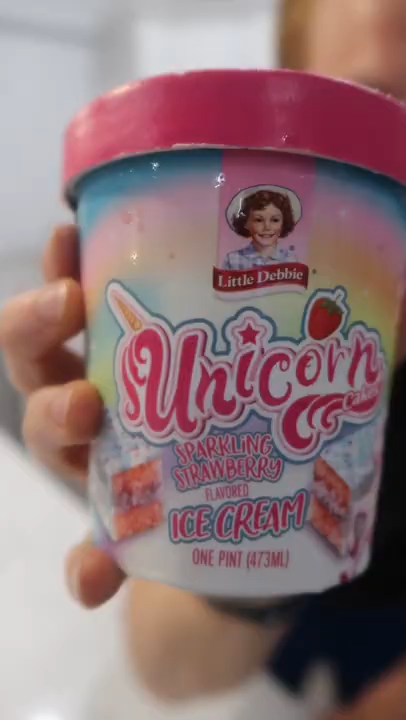 Little Debbie
Unicorn
Cakes
SPARKLING
STRAWBERRY
FLAVORED
ICE CREAM
ONE PINT (473ML)